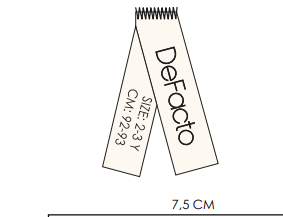 DeFacto
SIZE: 2-3 Y
CM: 92-93
7,5 CM